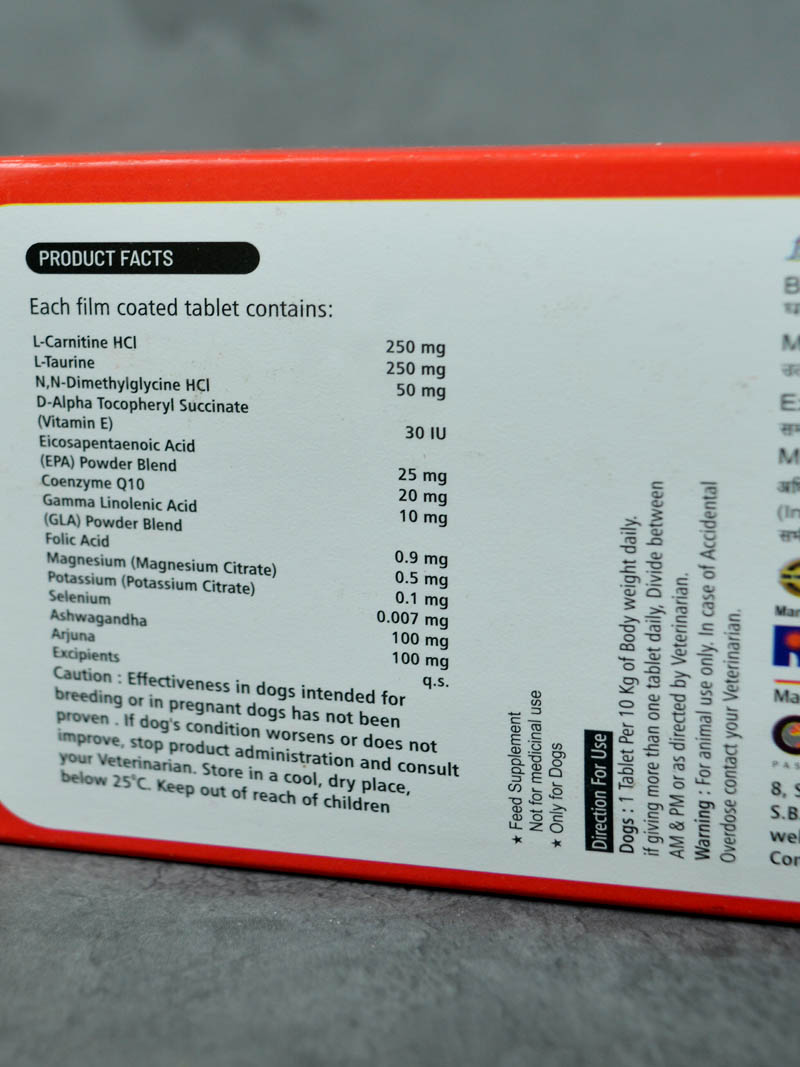 PRODUCT FACTS
Each film coated tablet contains:
L-Carnitine HCl 250 mg
L-Taurine 250 mg
N,N-Dimethylglycine HCl 50 mg
D-Alpha Tocopheryl Succinate
(Vitamin E) 30 IU
Eicosapentaenoic Acid
(EPA) Powder Blend 25 mg
Coenzyme Q10 20 mg
Gamma Linolenic Acid 10 mg
(GLA) Powder Blend
Folic Acid 0.9 mg
Magnesium (Magnesium Citrate) 0.5 mg
Potassium (Potassium Citrate) 0.1 mg
Selenium 0.007 mg
Ashwagandha 100 mg
Arjuna 100 mg
Excipients q.s.
Caution : Effectiveness in dogs intended for
breeding or in pregnant dogs has not been
proven . If dog's condition worsens or does not
improve, stop product administration and consult
your Veterinarian. Store in a cool, dry place,
below 25°C. Keep out of reach of children
★ Feed Supplement
Not for medicinal use
★ Only for Dogs
Direction For Use
Dogs : 1 Tablet Per 10 Kg of Body weight daily.
if giving more than one tablet daily, Divide between
AM & PM or as directed by Veterinarian.
Warning : For animal use only. In case of Accidental
Overdose contact your Veterinarian.
8, S
S.B.